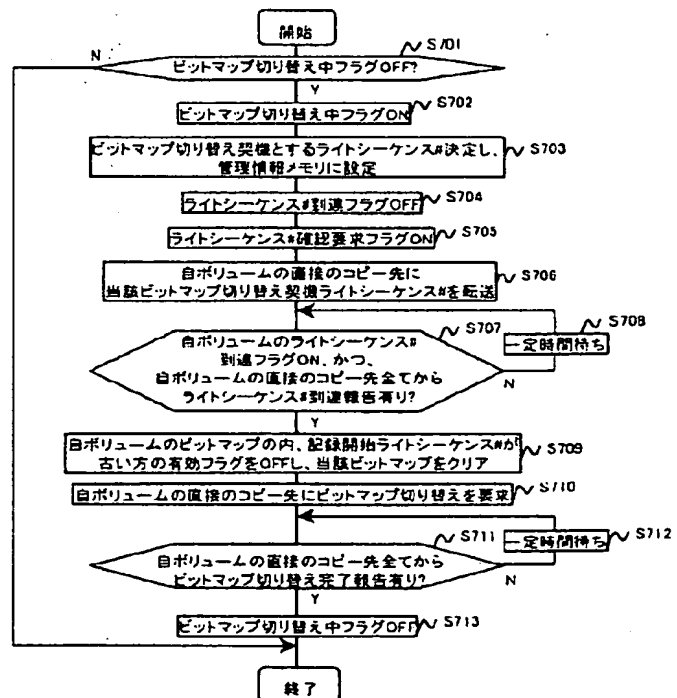 開始
S701
N
ビットマップ切り替え中フラグOFF?
Y
S702
ビットマップ切り替え中フラグON
ビットマップ切り替え契機とするライトシーケンス#決定し、
管理情報メモリに設定
S703
ライトシーケンス#到達フラグOFF
S704
ライトシーケンス#確認要求フラグON
S705
自ボリュームの直接のコピー先に
当該ビットマップ切り替え契機ライトシーケンス#を転送
S706
S707
自ボリュームのライトシーケンス#
到達フラグON、かつ、
自ボリュームの直接のコピー先全てから
ライトシーケンス#到達報告有り?
S708
一定時間待ち
N
Y
自ボリュームのビットマップの内、記録開始ライトシーケンス#が
古い方の有効フラグをOFFし、当該ビットマップをクリア
S709
自ボリュームの直接のコピー先にビットマップ切り替えを要求
S710
S711
自ボリュームの直接のコピー先全てから
ビットマップ切り替え完了報告有り?
S712
一定時間待ち
N
Y
ビットマップ切り替え中フラグOFF
S713
終了